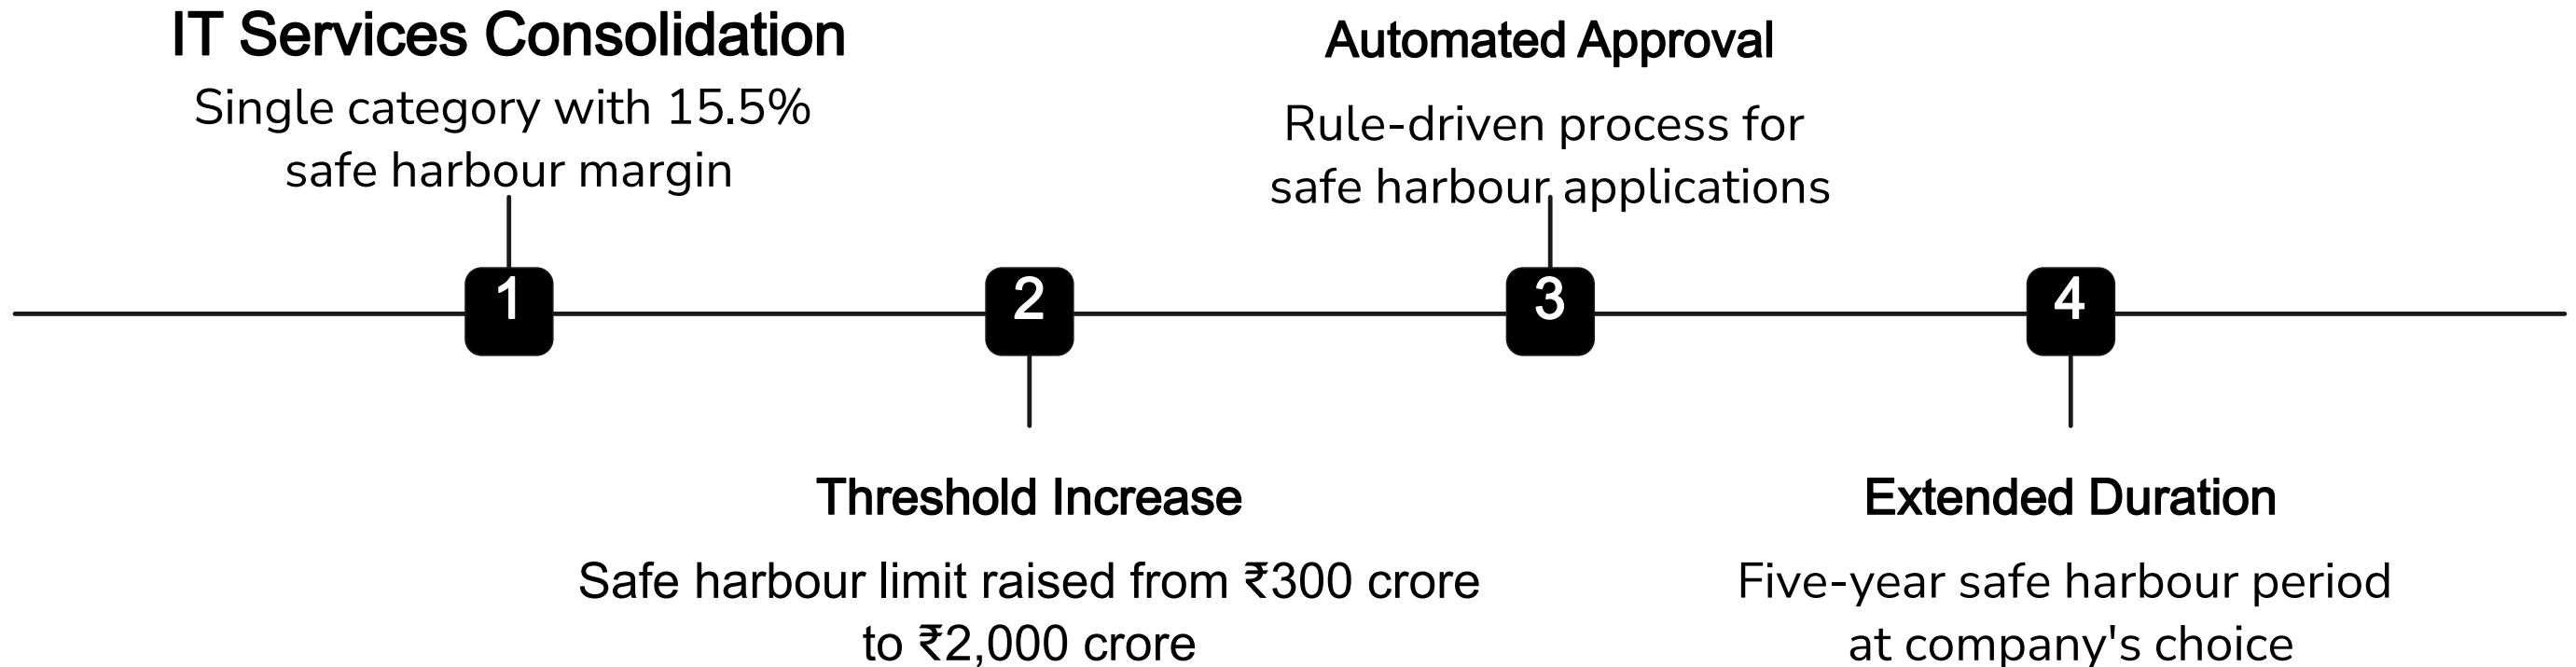 IT Services Consolidation
Single category with 15.5%
safe harbour margin
1
2
Threshold Increase
Safe harbour limit raised from ₹300 crore
to ₹2,000 crore
Automated Approval
Rule-driven process for
safe harbour applications
3
4
Extended Duration
Five-year safe harbour period
at company's choice